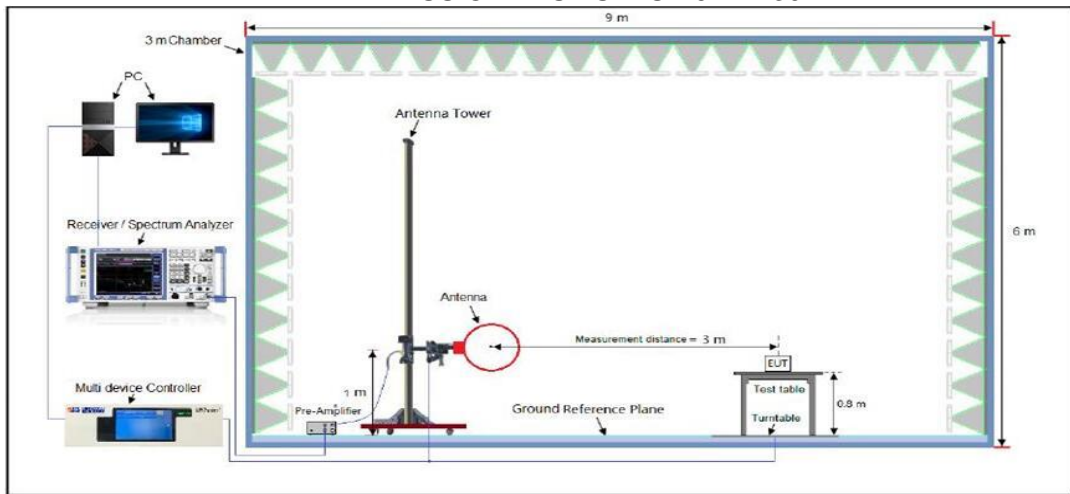 9 m
3 m Chamber
PC
Antenna Tower
Receiver / Spectrum Analyzer
6 m
Antenna
Measurement distance = 3 m
EUT
Multi device Controller
1 m
Test table
0.8 m
Pre-Amplifier
Ground Reference Plane
Turntable